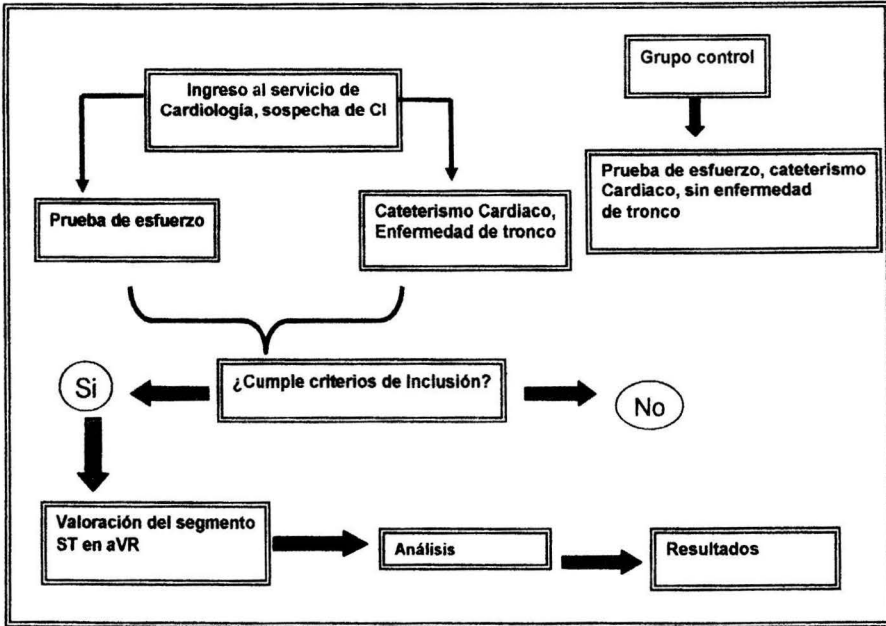 Grupo control
Ingreso al servicio de
Cardiología, sospecha de CI
Prueba de esfuerzo, cateterismo
Cardiaco, sin enfermedad
de tronco
Prueba de esfuerzo
Cateterismo Cardiaco,
Enfermedad de tronco
¿Cumple criterios de Inclusión?
Si
No
Valoración del segmento
ST en aVR
Análisis
Resultados